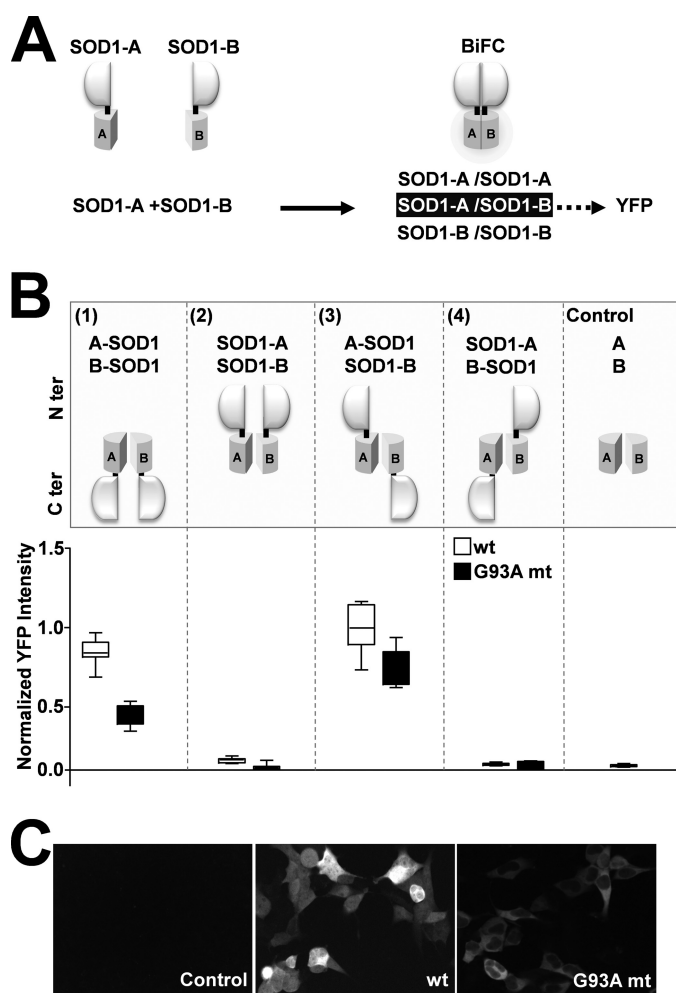 A
SOD1-A
SOD1-B
BiFC
A
B
A
B
SOD1-A /SOD1-A
SOD1-A +SOD1-B
SOD1-A /SOD1-B
YFP
SOD1-B /SOD1-B
B
(1)
(2)
(3)
(4)
Control
A-SOD1
B-SOD1
SOD1-A
SOD1-B
A-SOD1
SOD1-B
SOD1-A
B-SOD1
A
B
N ter
C ter
A
B
A
B
A
B
A
B
A
B
Normalized YFP Intensity
1.5
1.0
0.5
0.0
wt
G93A mt
C
Control
wt
G93A mt